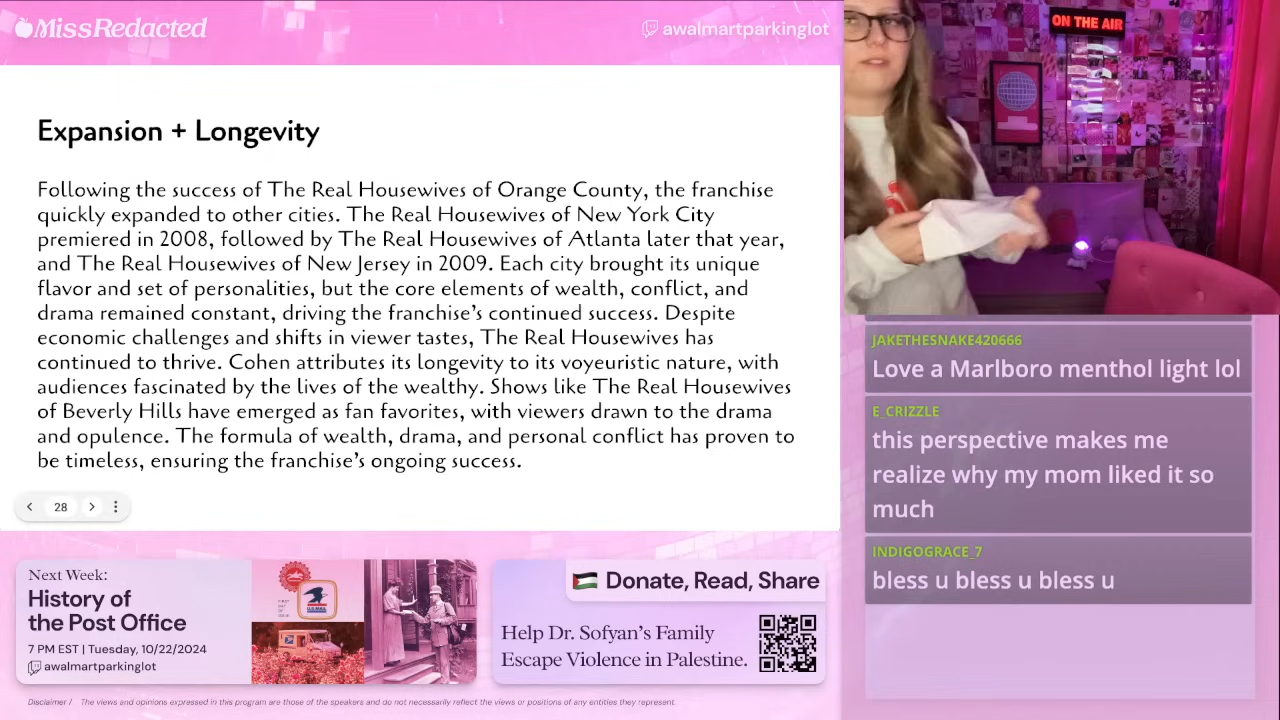 MissRedacted
awalmartparkinglot
Expansion + Longevity
Following the success of The Real Housewives of Orange County, the franchise
quickly expanded to other cities. The Real Housewives of New York City
premiered in 2008, followed by The Real Housewives of Atlanta later that year,
and The Real Housewives of New Jersey in 2009. Each city brought its unique
flavor and set of personalities, but the core elements of wealth, conflict, and
drama remained constant, driving the franchise's continued success. Despite
economic challenges and shifts in viewer tastes, The Real Housewives has
continued to thrive. Cohen attributes its longevity to its voyeuristic nature, with
audiences fascinated by the lives of the wealthy. Shows like The Real Housewives
of Beverly Hills have emerged as fan favorites, with viewers drawn to the drama
and opulence. The formula of wealth, drama, and personal conflict has proven to
be timeless, ensuring the franchise's ongoing success.
28
Next Week:
History of
the Post Office
7 PM EST | Tuesday, 10/22/2024
awalmartparkinglot
U.S. MAIL
Donate, Read, Share
Help Dr. Sofyan's Family
Escape Violence in Palestine.
Disclaimer / The views and opinions expressed in this program are those of the speakers and do not necessarily reflect the views or positions of any entities they represent.
ON THE AIR
JAKETHESNAKE420666
Love a Marlboro menthol light lol
E_CRIZZLE
this perspective makes me
realize why my mom liked it so
much
INDIGOGRACE_7
bless u bless u bless u